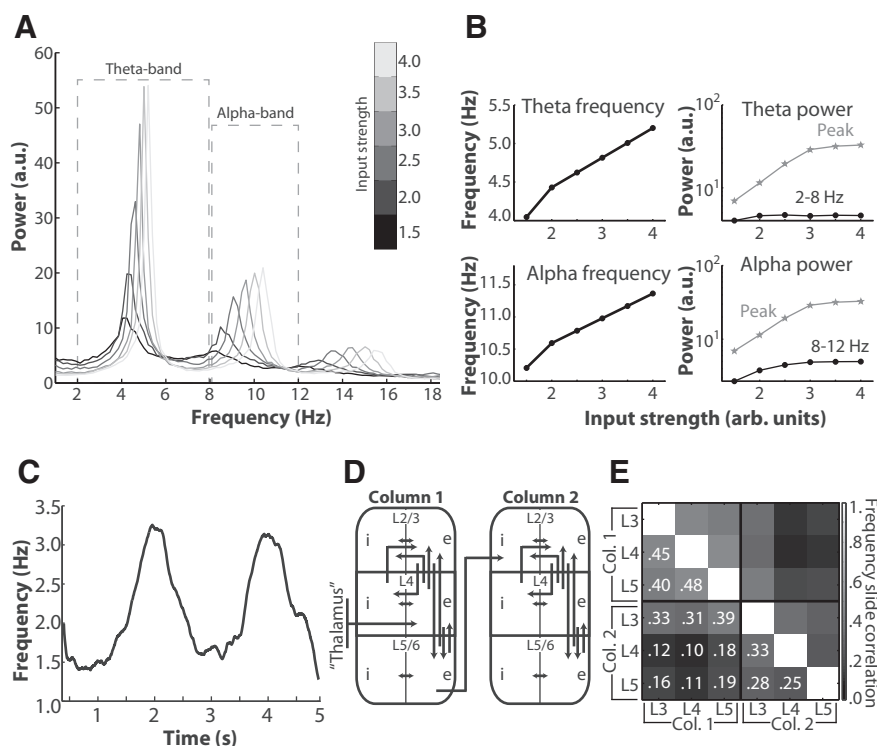 A
60
50
40
30
20
10
0
Power (a.u.)
Theta-band
Alpha-band
2 4 6 8 10 12 14 16 18
Frequency (Hz)
Input strength
4.0
3.5
3.0
2.5
2.0
1.5
B
Theta frequency
Frequency (Hz)
5.5
5.0
4.5
4.0
2 3 4
Theta power
Power (a.u.)
10²
10¹
Peak
2-8 Hz
2 3 4
Alpha frequency
Frequency (Hz)
11.5
11.0
10.5
10.0
2 3 4
Alpha power
Power (a.u.)
10²
10¹
Peak
8-12 Hz
2 3 4
Input strength (arb. units)
C
Frequency (Hz)
3.5
3.0
2.5
2.0
1.5
1.0
1 2 3 4 5
Time (s)
D
Column 1
Column 2
L2/3
i e
L4
i e
L5/6
i e
"Thalamus"
L2/3
i e
L4
i e
L5/6
i e
E
Col. 1
L3
L4 .45
L5 .40 .48
Col. 2
L3 .33 .31 .39
L4 .12 .10 .18 .33
L5 .16 .11 .19 .28 .25
L3 L4 L5 L3 L4 L5
Col. 1 Col. 2
1.
.8
.6
.4
.2
.0
Frequency slide correlation